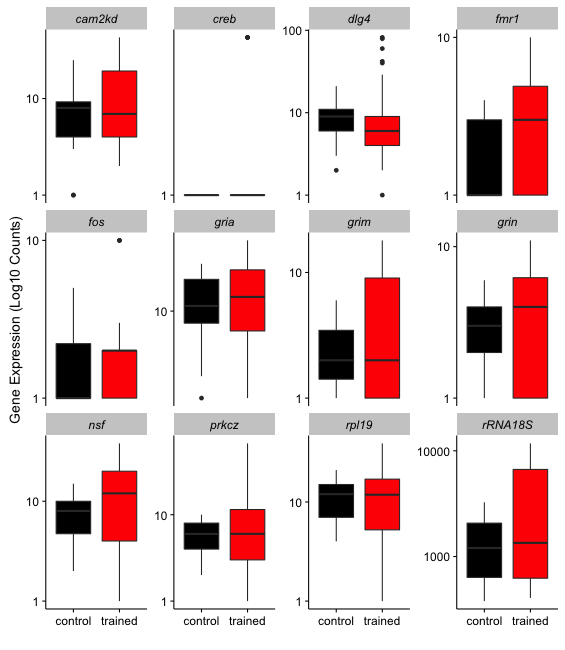 cam2kd creb dlg4 fmr1
10 1
1
100 10 1
10 1
Gene Expression (Log10 Counts)
fos gria grim grin
10 1
10
10 1
10 1
nsf prkcz rpl19 rRNA18S
10 1
10 1
10 1
10000 1000
control trained control trained control trained control trained